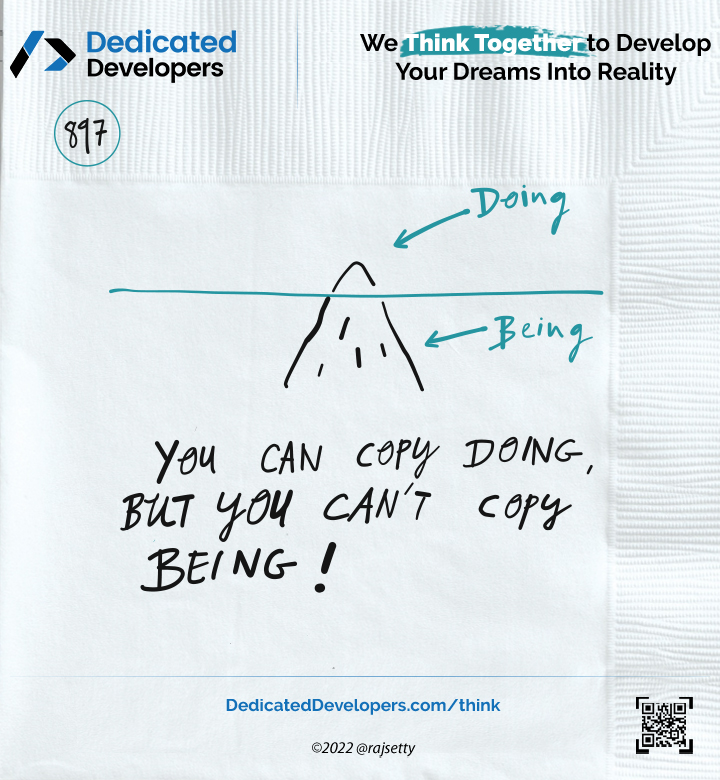 Dedicated
Developers
We Think Together to Develop
Your Dreams Into Reality
897
Doing
Being
YOU CAN COPY DOING,
BUT YOU CAN'T COPY
BEING!
DedicatedDevelopers.com/think
©2022 @rajsetty